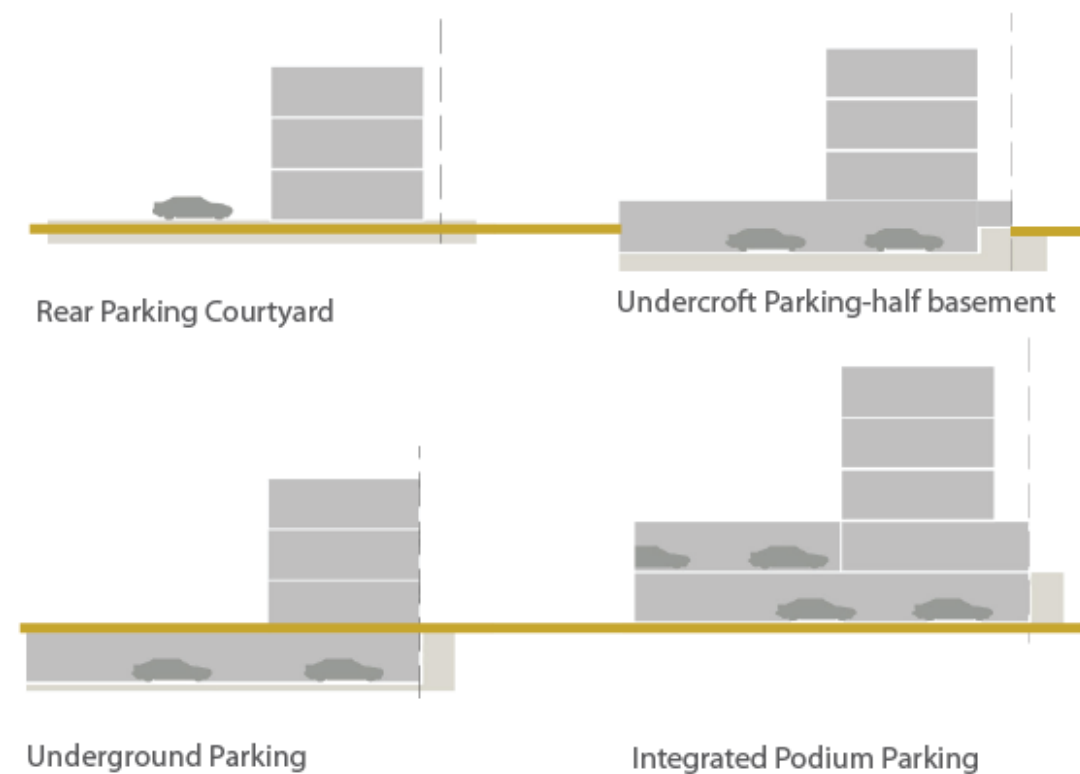 Rear Parking Courtyard
Undercroft Parking-half basement
Underground Parking
Integrated Podium Parking